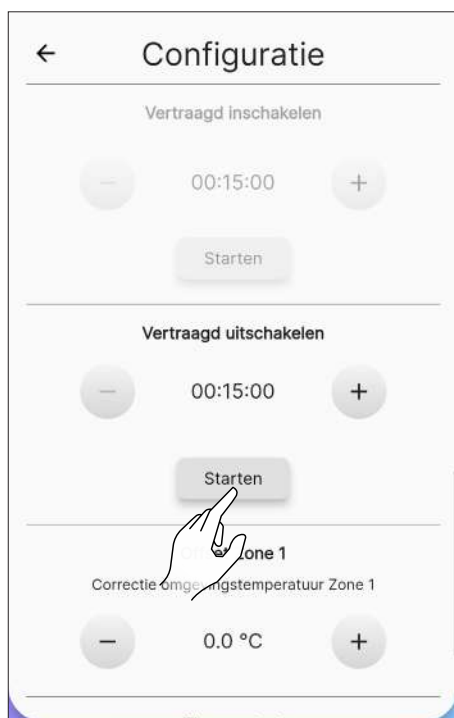 ← Configuratie
Vertraagd inschakelen
− 00:15:00 +
Starten
Vertraagd uitschakelen
− 00:15:00 +
Starten
Zone 1
Correctie omgevingstemperatuur Zone 1
− 0.0 °C +